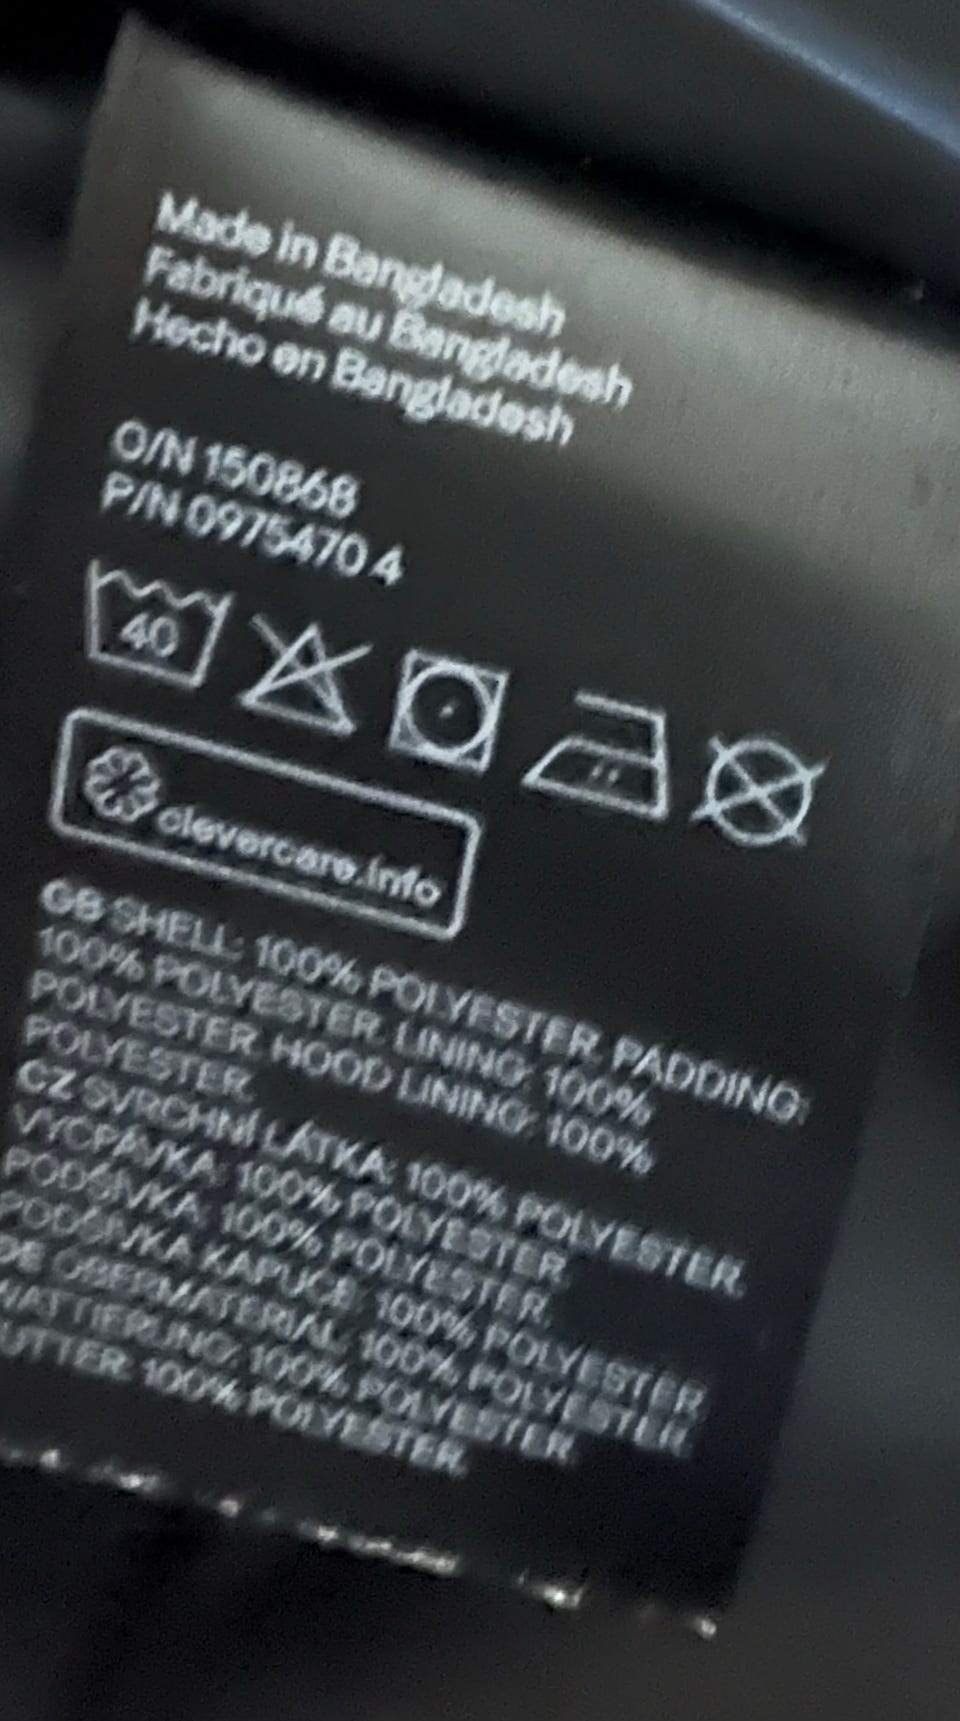 Made in Bangladesh
Fabriqué au Bangladesh
Hecho en Bangladesh
O/N 150868
P/N 0975470 4
40
clevercare.info
GB SHELL: 100% POLYESTER. PADDING:
100% POLYESTER. LINING: 100%
POLYESTER. HOOD LINING: 100%
POLYESTER.
CZ SVRCHNÍ LÁTKA: 100% POLYESTER.
VÝCPÁVKA: 100% POLYESTER.
PODŠÍVKA: 100% POLYESTER.
PODŠÍVKA KAPUCE: 100% POLYESTER.
DE OBERMATERIAL: 100% POLYESTER.
WATTIERUNG: 100% POLYESTER.
UTTER: 100% POLYESTER.